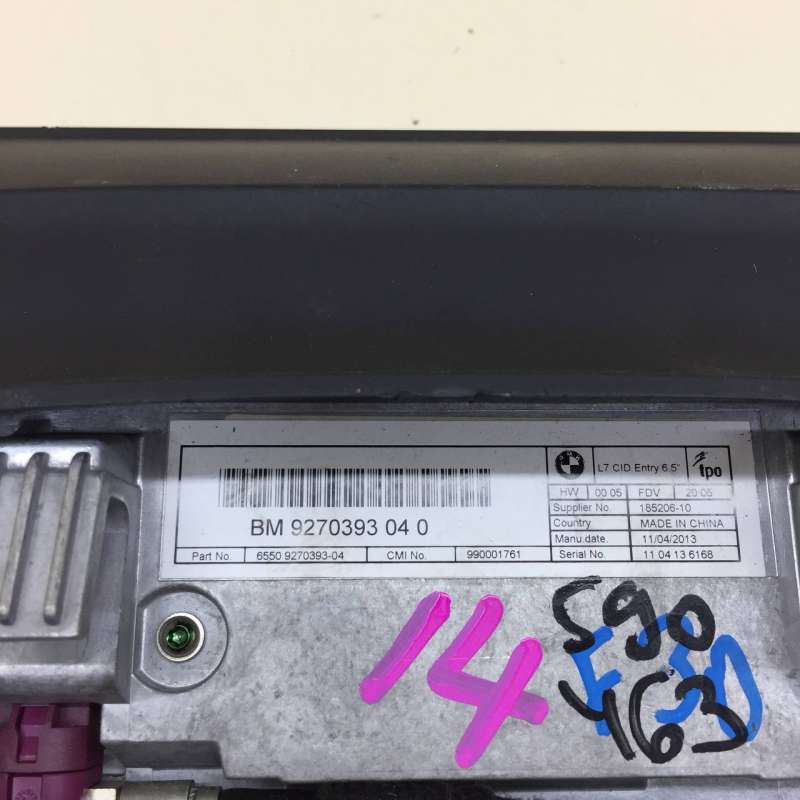 BM 9270393 04 0
Part No. 6550 9270393-04 CMI No. 990001761
BMW L7 CID Entry 6.5" tpo
HW 00 05 FDV 20 05
Supplier No. 185206-10
Country MADE IN CHINA
Manu.date. 11/04/2013
Serial No. 11 04 13 6168
14
590
463